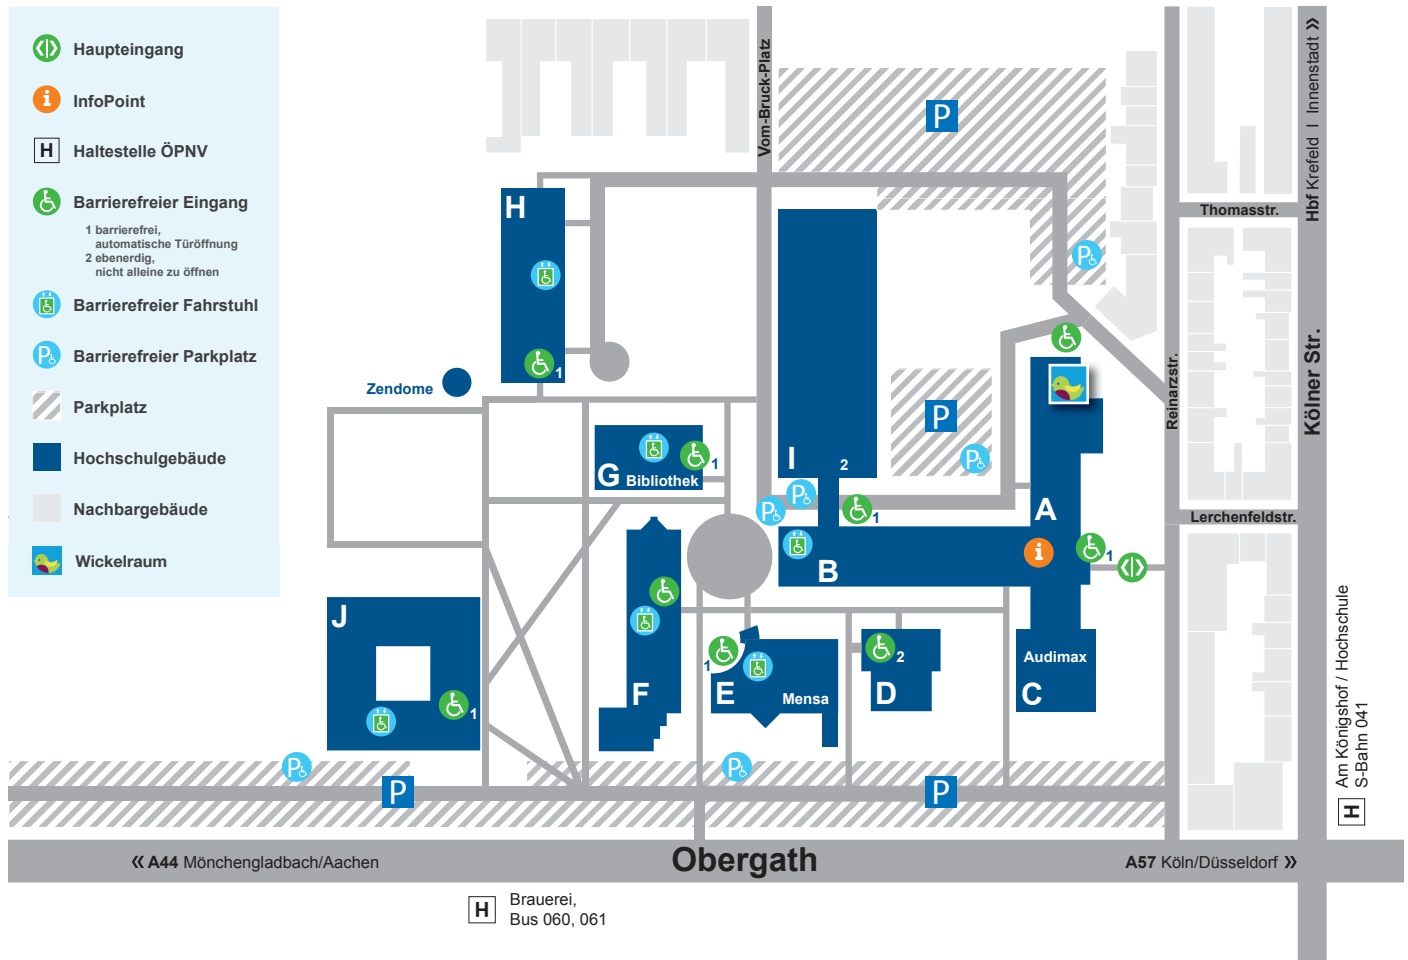 Haupteingang
InfoPoint
H Haltestelle ÖPNV
Barrierefreier Eingang
1 barrierefrei,
automatische Türöffnung
2 ebenerdig,
nicht alleine zu öffnen
Barrierefreier Fahrstuhl
P Barrierefreier Parkplatz
Parkplatz
Hochschulgebäude
Nachbargebäude
Wickelraum
Vom-Bruck-Platz
P
Hbf Krefeld I Innenstadt »
Thomasstr.
H
P
1
Zendome
Kölner Str.
Reinarzstr.
P
I
2
P
G Bibliothek
1
P
P
1
A
Lerchenfeldstr.
i
1
B
J
1
F
1
E
Mensa
2
D
Audimax
C
1
P
P
P
P
Am Königshof / Hochschule
S-Bahn 041
H
« A44 Mönchengladbach/Aachen
Obergath
A57 Köln/Düsseldorf »
H
Brauerei,
Bus 060, 061